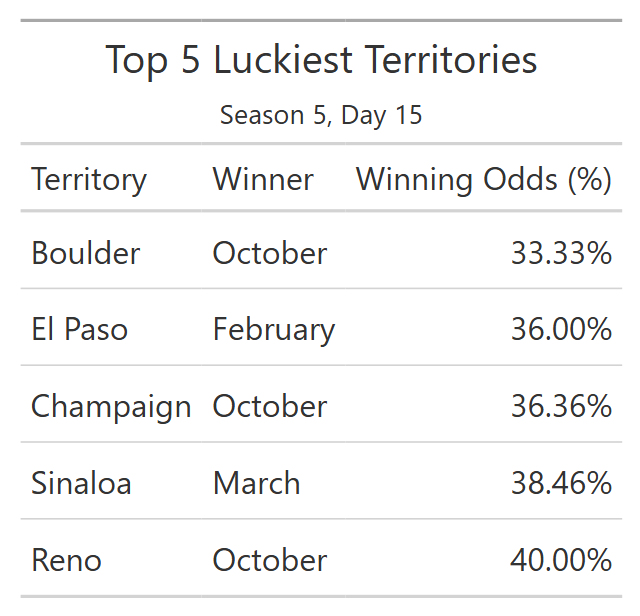 Top 5 Luckiest Territories
Season 5, Day 15
Territory Winner Winning Odds (%)
Boulder October 33.33%
El Paso February 36.00%
Champaign October 36.36%
Sinaloa March 38.46%
Reno October 40.00%